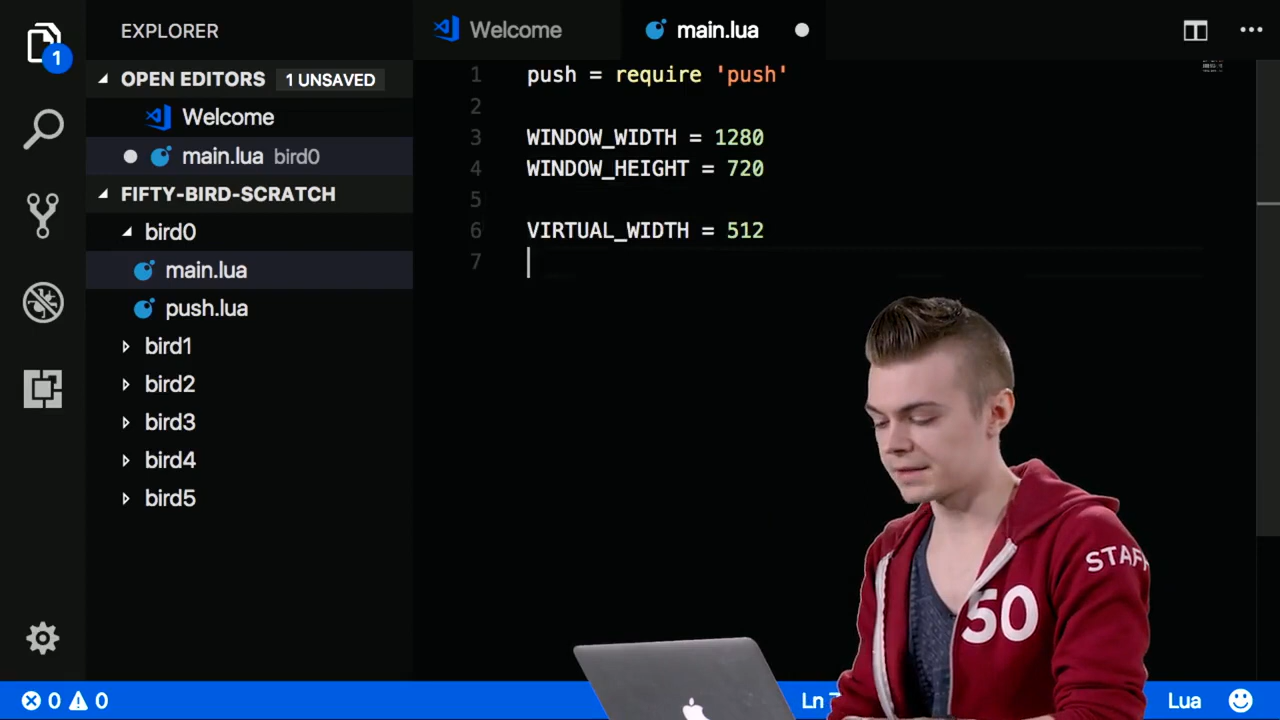 EXPLORER
Welcome
main.lua
1
OPEN EDITORS 1 UNSAVED
Welcome
main.lua bird0
FIFTY-BIRD-SCRATCH
bird0
main.lua
push.lua
bird1
bird2
bird3
bird4
bird5
1 push = require 'push'
2
3 WINDOW_WIDTH = 1280
4 WINDOW_HEIGHT = 720
5
6 VIRTUAL_WIDTH = 512
7
STAFF
50
0 0
Ln
Lua